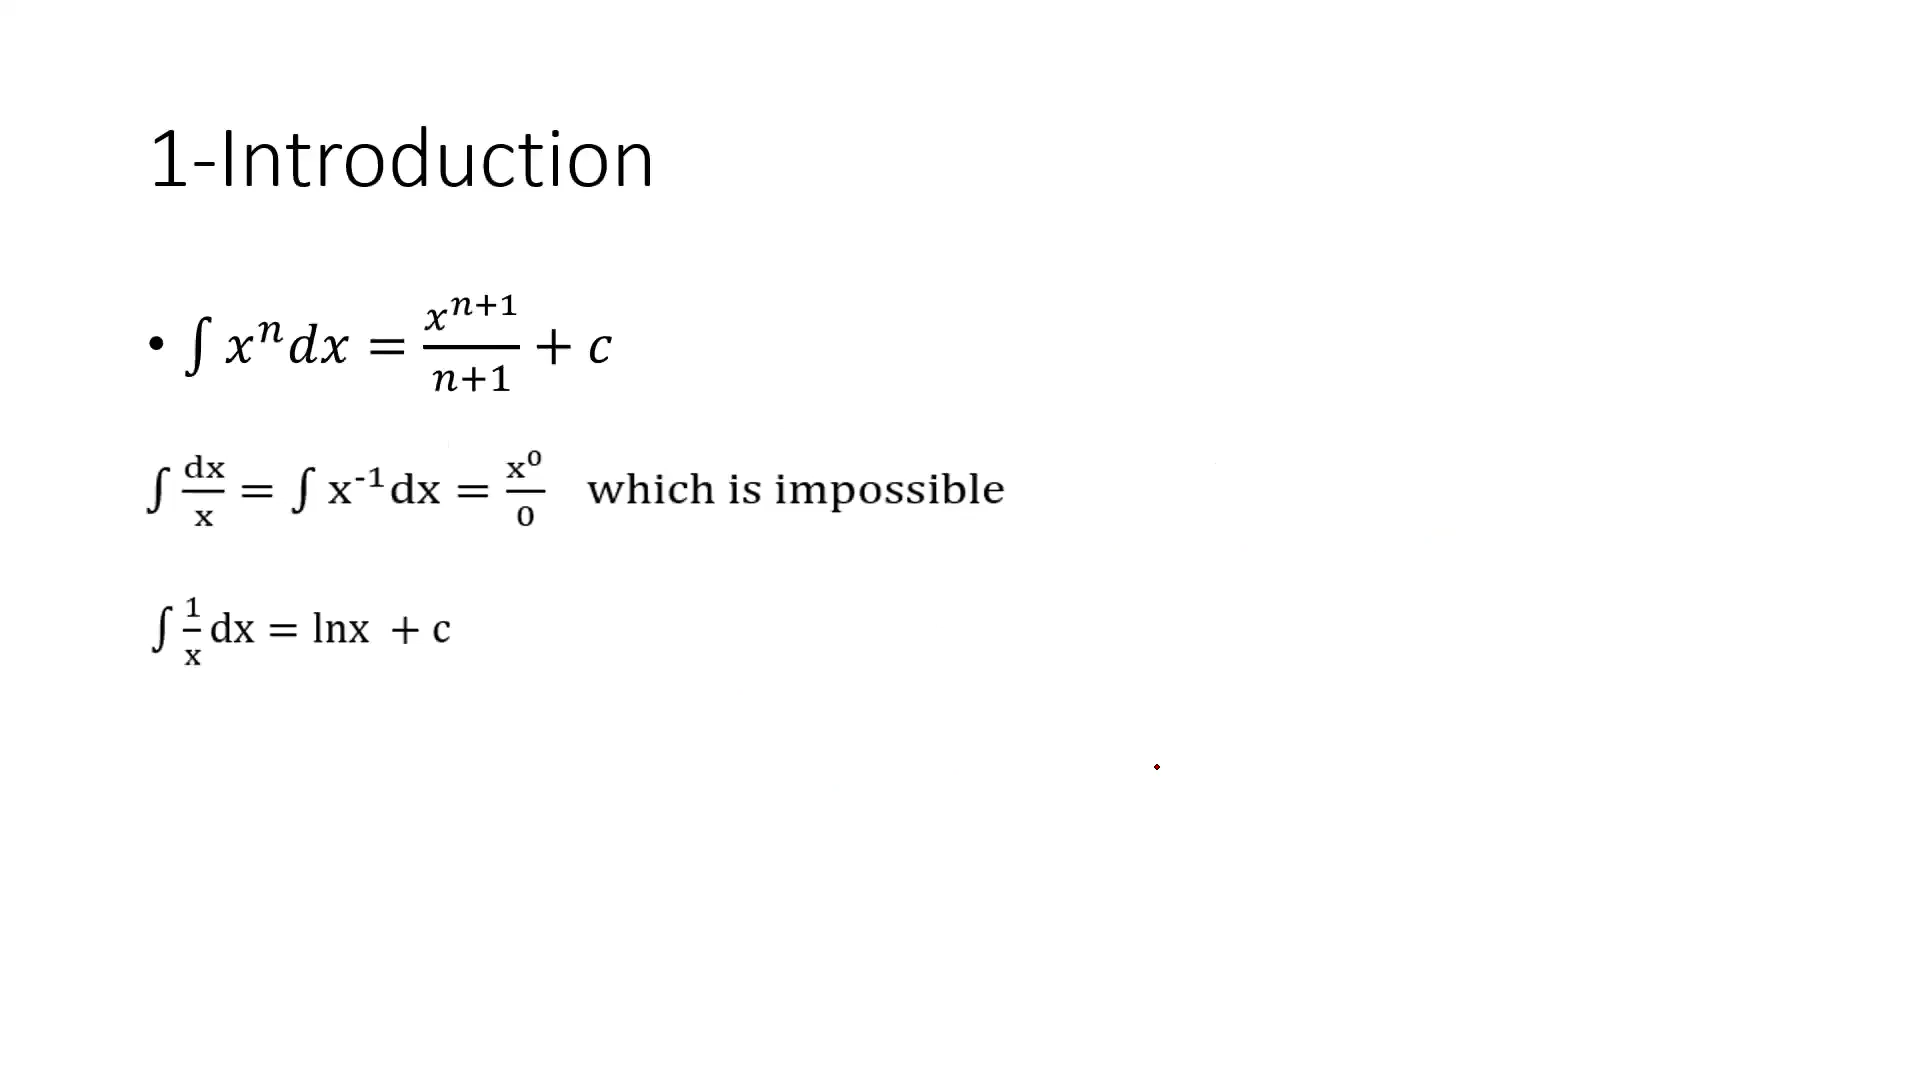 1-Introduction
• ∫ xⁿdx = xⁿ⁺¹/n+1 + c
∫ dx/x = ∫ x⁻¹dx = x⁰/0 which is impossible
∫ 1/x dx = lnx + c